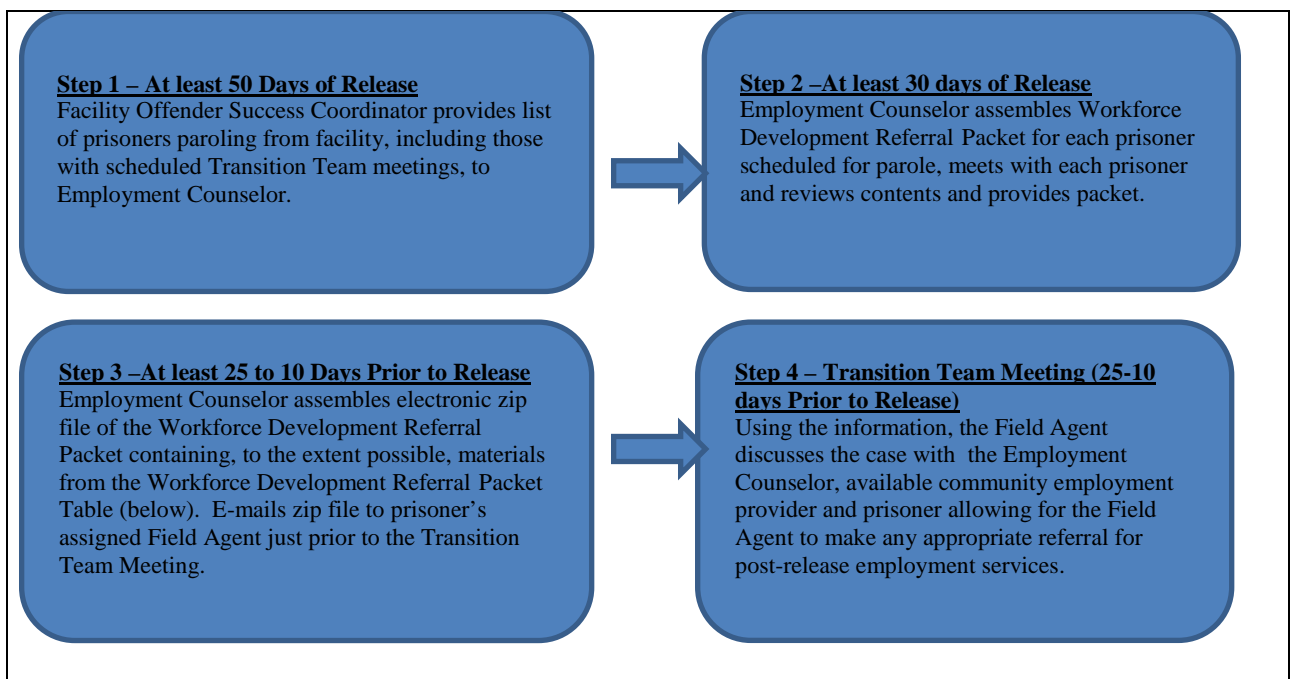 Step 1 – At least 50 Days of Release
Facility Offender Success Coordinator provides list
of prisoners paroling from facility, including those
with scheduled Transition Team meetings, to
Employment Counselor.
Step 2 –At least 30 days of Release
Employment Counselor assembles Workforce
Development Referral Packet for each prisoner
scheduled for parole, meets with each prisoner
and reviews contents and provides packet.
Step 3 –At least 25 to 10 Days Prior to Release
Employment Counselor assembles electronic zip
file of the Workforce Development Referral
Packet containing, to the extent possible, materials
from the Workforce Development Referral Packet
Table (below).  E-mails zip file to prisoner’s
assigned Field Agent just prior to the Transition
Team Meeting.
Step 4 – Transition Team Meeting (25-10
days Prior to Release)
Using the information, the Field Agent
discusses the case with  the Employment
Counselor, available community employment
provider and prisoner allowing for the Field
Agent to make any appropriate referral for
post-release employment services.